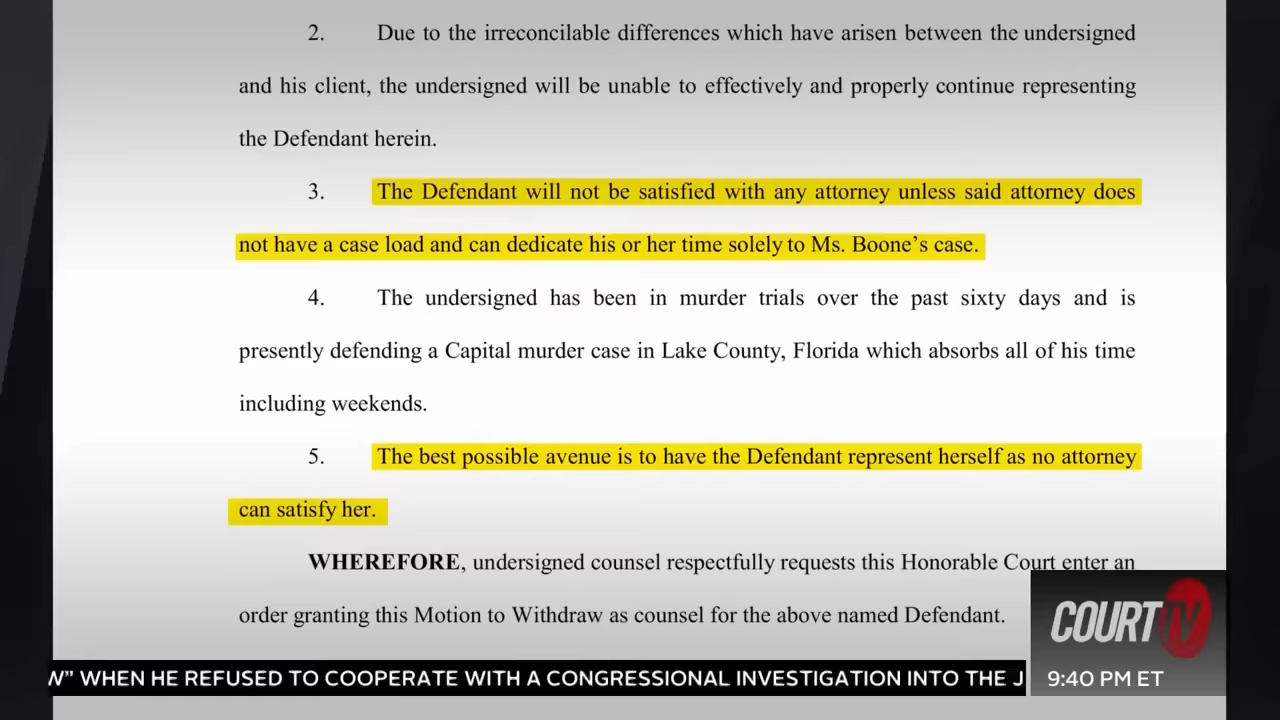 2. Due to the irreconcilable differences which have arisen between the undersigned
and his client, the undersigned will be unable to effectively and properly continue representing
the Defendant herein.
3. The Defendant will not be satisfied with any attorney unless said attorney does
not have a case load and can dedicate his or her time solely to Ms. Boone’s case.
4. The undersigned has been in murder trials over the past sixty days and is
presently defending a Capital murder case in Lake County, Florida which absorbs all of his time
including weekends.
5. The best possible avenue is to have the Defendant represent herself as no attorney
can satisfy her.
WHEREFORE, undersigned counsel respectfully requests this Honorable Court enter an
order granting this Motion to Withdraw as counsel for the above named Defendant.
COURT TV
W” WHEN HE REFUSED TO COOPERATE WITH A CONGRESSIONAL INVESTIGATION INTO THE J
9:40 PM ET